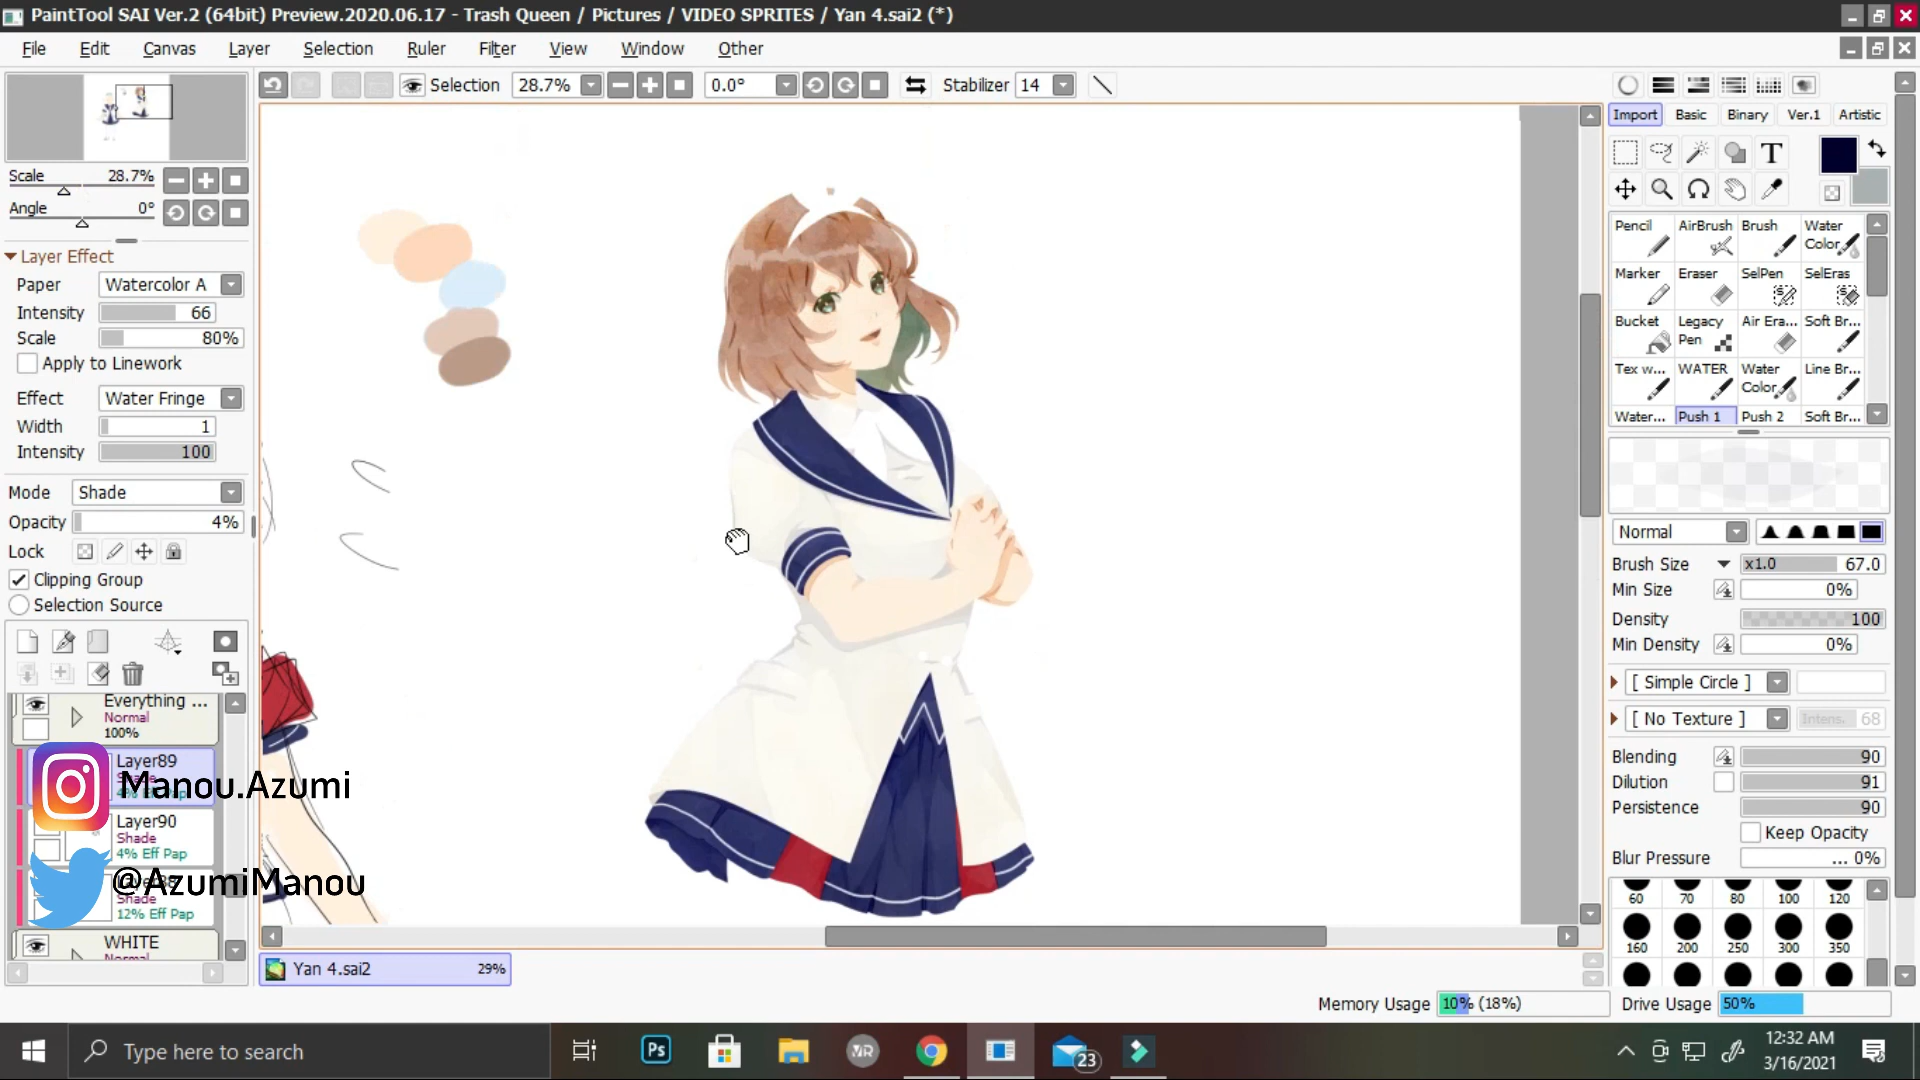 PaintTool SAI Ver.2 (64bit) Preview.2020.06.17 - Trash Queen / Pictures / VIDEO SPRITES / Yan 4.sai2 (*)
File Edit Canvas Layer Selection Ruler Filter View Window Other
Selection 28.7% 0.0° Stabilizer 14
Import Basic Binary Ver.1 Artistic
Scale 28.7%
Angle 0°
Layer Effect
Paper Watercolor A
Intensity 66
Scale 80%
Apply to Linework
Effect Water Fringe
Width 1
Intensity 100
Mode Shade
Opacity 4%
Lock
Clipping Group
Selection Source
Everything ...
Normal
100%
Layer89
Shade
Manou.Azumi
Layer90
Shade
4% Eff Pap
@AzumiManou
Shade
12% Eff Pap
WHITE
Normal
T
Pencil AirBrush Brush Water Color
Marker Eraser SelPen SelEras
Bucket Legacy Pen Air Era... Soft Br...
Tex w... WATER Water Color Line Br...
Water... Push 1 Push 2 Soft Br...
Normal
Brush Size x1.0 67.0
Min Size 0%
Density 100
Min Density 0%
[ Simple Circle ]
[ No Texture ] Intens. 68
Blending 90
Dilution 91
Persistence 90
Keep Opacity
Blur Pressure ... 0%
60 70 80 100 120
160 200 250 300 350
Yan 4.sai2 29%
Memory Usage 10% (18%) Drive Usage 50%
Type here to search
Ps
VR
23
12:32 AM
3/16/2021